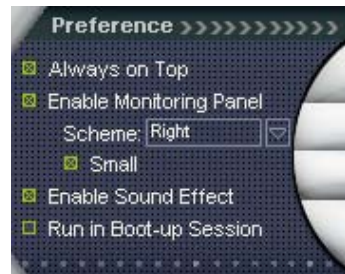 Preference >>>>>>>>>>>>
Always on Top
Enable Monitoring Panel
Scheme: Right
Small
Enable Sound Effect
Run in Boot-up Session